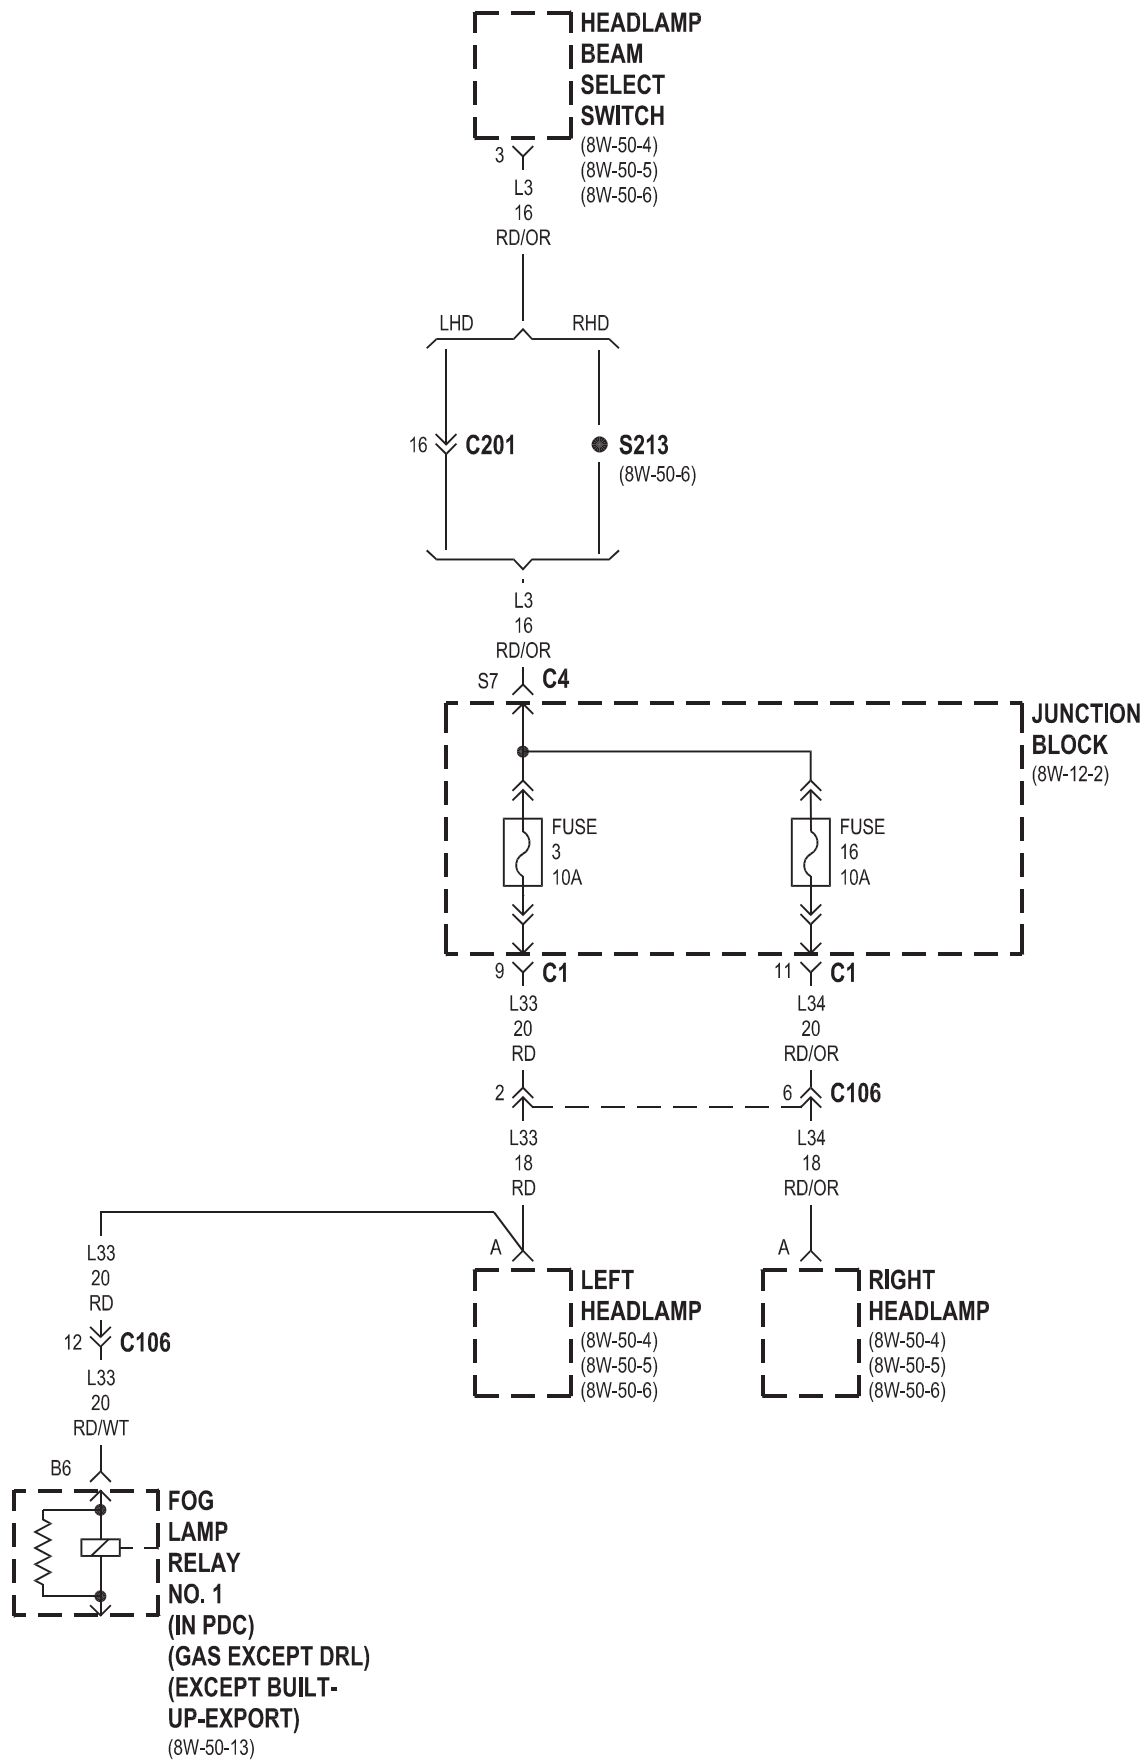 HEADLAMP
BEAM
SELECT
SWITCH
(8W-50-4)
(8W-50-5)
(8W-50-6)
3
L3
16
RD/OR
LHD
RHD
16
C201
S213
(8W-50-6)
L3
16
RD/OR
S7
C4
JUNCTION
BLOCK
(8W-12-2)
FUSE
3
10A
FUSE
16
10A
9
C1
11
C1
L33
20
RD
L34
20
RD/OR
2
6
C106
L33
18
RD
L34
18
RD/OR
A
A
LEFT
HEADLAMP
(8W-50-4)
(8W-50-5)
(8W-50-6)
RIGHT
HEADLAMP
(8W-50-4)
(8W-50-5)
(8W-50-6)
L33
20
RD
12
C106
L33
20
RD/WT
B6
FOG
LAMP
RELAY
NO. 1
(IN PDC)
(GAS EXCEPT DRL)
(EXCEPT BUILT-
UP-EXPORT)
(8W-50-13)